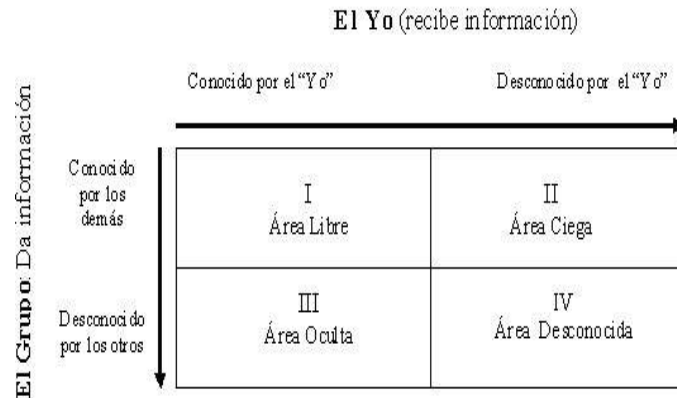 El Yo (recibe información)
Conocido por el “Yo”
Desconocido por el “Yo”
El Grupo: Da información
Conocido
por los
demás
I
Área Libre
II
Área Ciega
Desconocido
por los otros
III
Área Oculta
IV
Área Desconocida